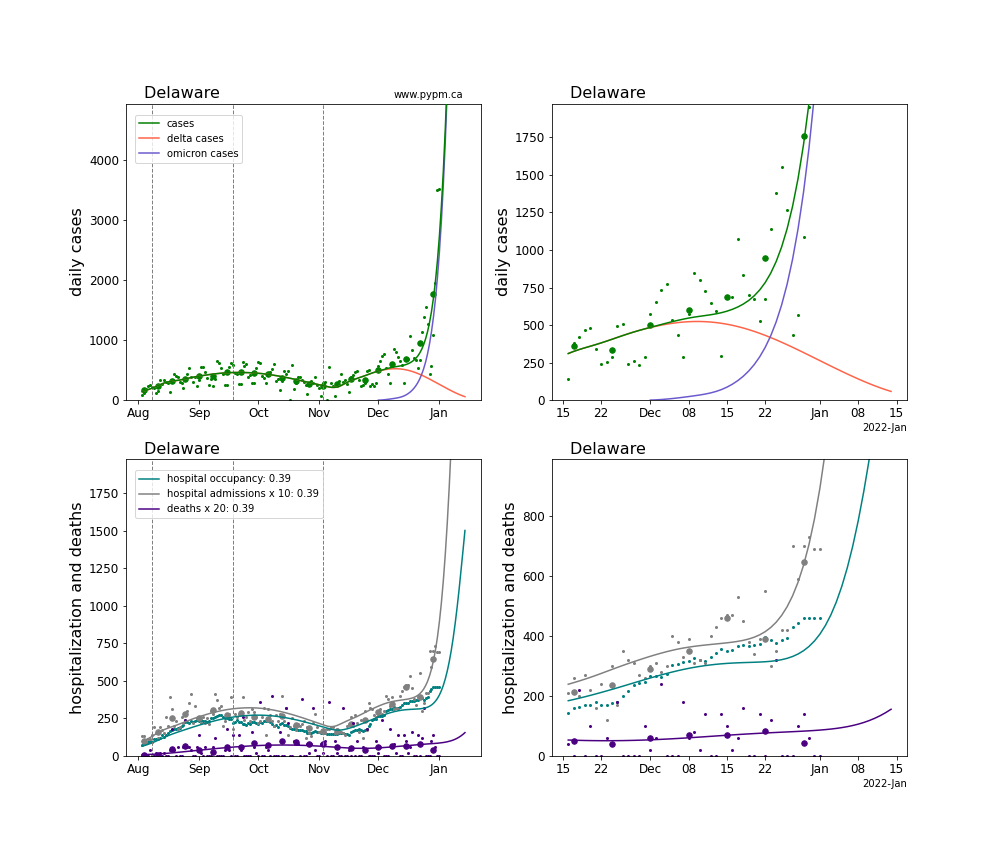 Delaware
www.pypm.ca
daily cases
cases
delta cases
omicron cases
4000
3000
2000
1000
0
Aug Sep Oct Nov Dec Jan
Delaware
daily cases
1750
1500
1250
1000
750
500
250
0
15 22 Dec 08 15 22 Jan 08 15
2022-Jan
Delaware
hospitalization and deaths
hospital occupancy: 0.39
hospital admissions x 10: 0.39
deaths x 20: 0.39
1750
1500
1250
1000
750
500
250
0
Aug Sep Oct Nov Dec Jan
Delaware
hospitalization and deaths
800
600
400
200
0
15 22 Dec 08 15 22 Jan 08 15
2022-Jan